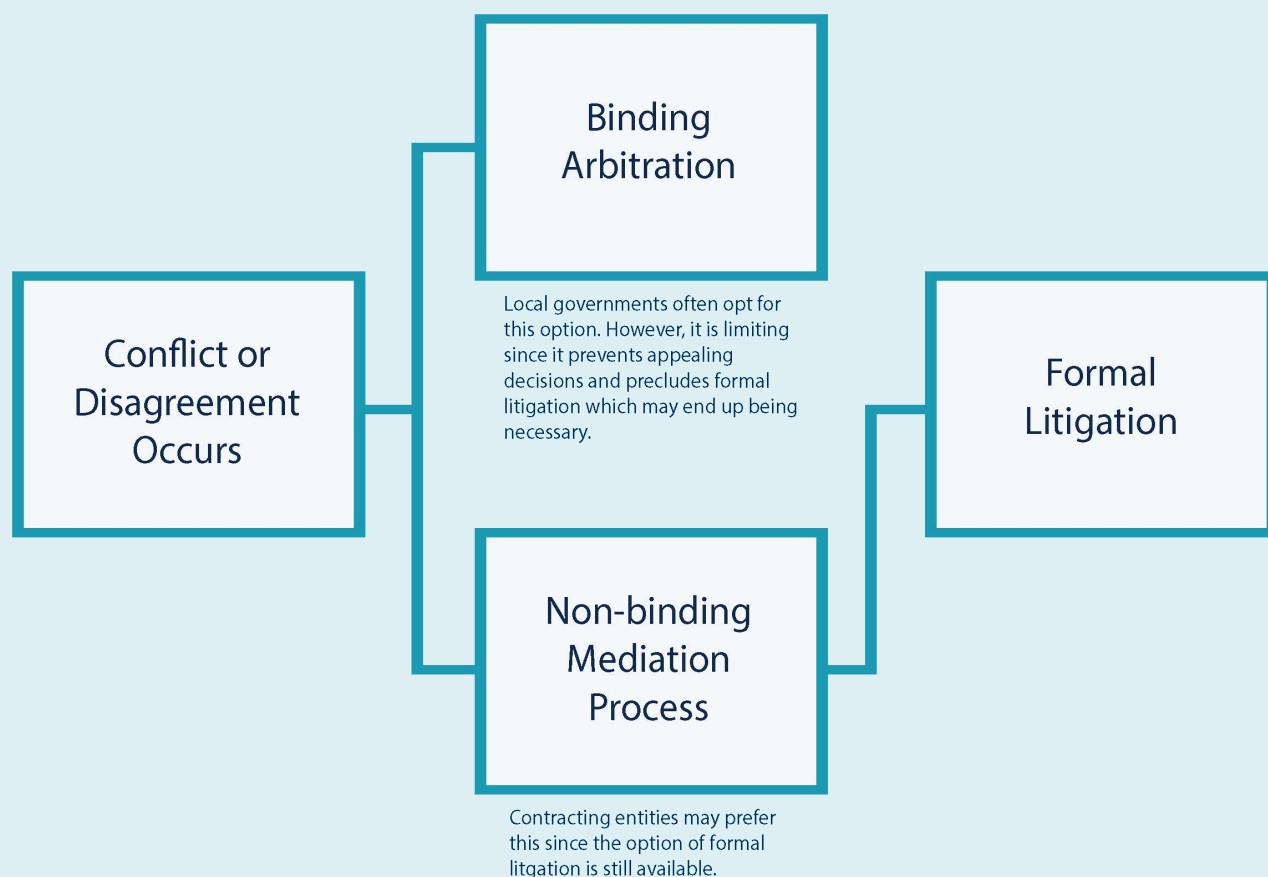 Conflict or
Disagreement
Occurs
Binding
Arbitration
Local governments often opt for
this option. However, it is limiting
since it prevents appealing
decisions and precludes formal
litigation which may end up being
necessary.
Non-binding
Mediation
Process
Contracting entities may prefer
this since the option of formal
litgation is still available.
Formal
Litigation